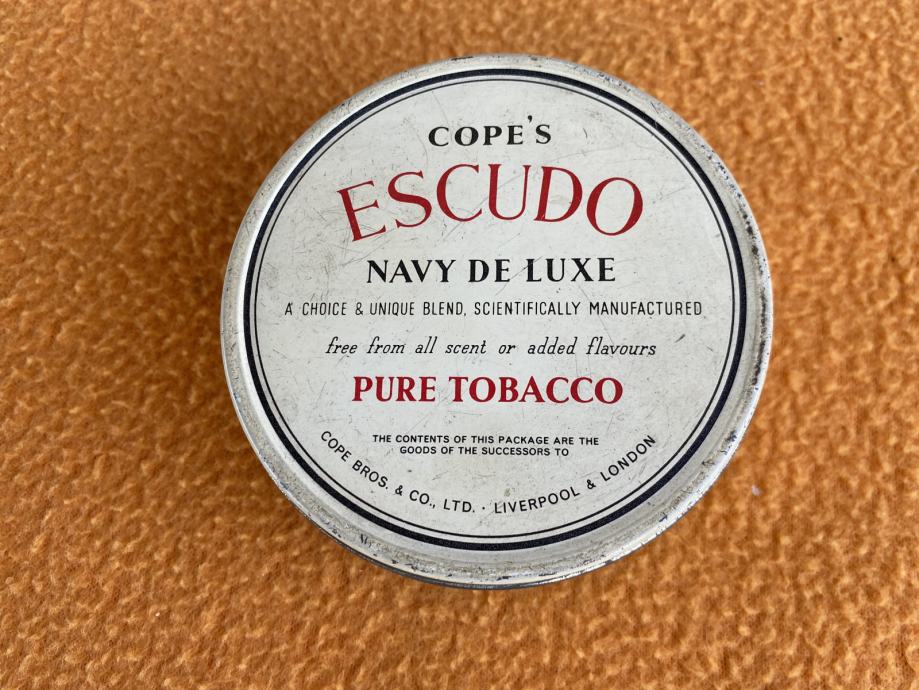 COPE'S
ESCUDO
NAVY DE LUXE
A CHOICE & UNIQUE BLEND, SCIENTIFICALLY MANUFACTURED
free from all scent or added flavours
PURE TOBACCO
THE CONTENTS OF THIS PACKAGE ARE THE
GOODS OF THE SUCCESSORS TO
COPE BROS. & CO., LTD. · LIVERPOOL & LONDON